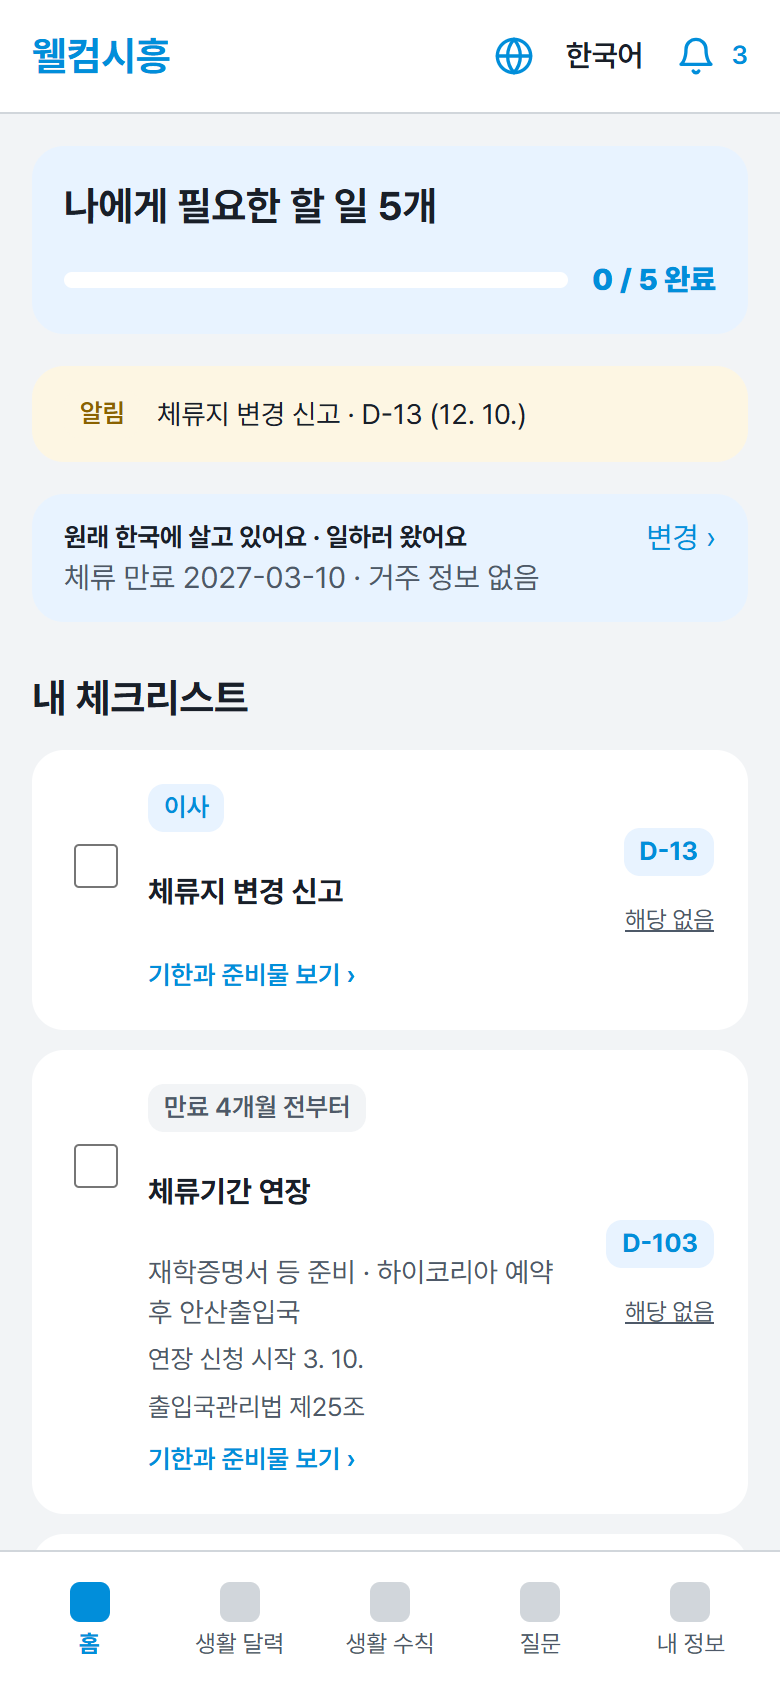 웰컴시흥
한국어
3
나에게 필요한 할 일 5개
0 / 5 완료
알림
체류지 변경 신고 · D-13 (12. 10.)
원래 한국에 살고 있어요 · 일하러 왔어요
변경 ›
체류 만료 2027-03-10 · 거주 정보 없음
내 체크리스트
이사
D-13
체류지 변경 신고
해당 없음
기한과 준비물 보기 ›
만료 4개월 전부터
체류기간 연장
재학증명서 등 준비 · 하이코리아 예약
후 안산출입국
D-103
해당 없음
연장 신청 시작 3. 10.
출입국관리법 제25조
기한과 준비물 보기 ›
홈
생활 달력
생활 수칙
질문
내 정보